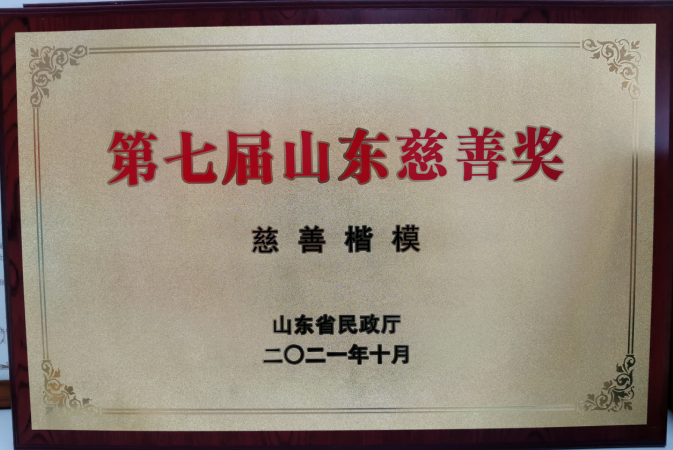 第七届山东慈善奖
慈善楷模
山东省民政厅
二〇二一年十月